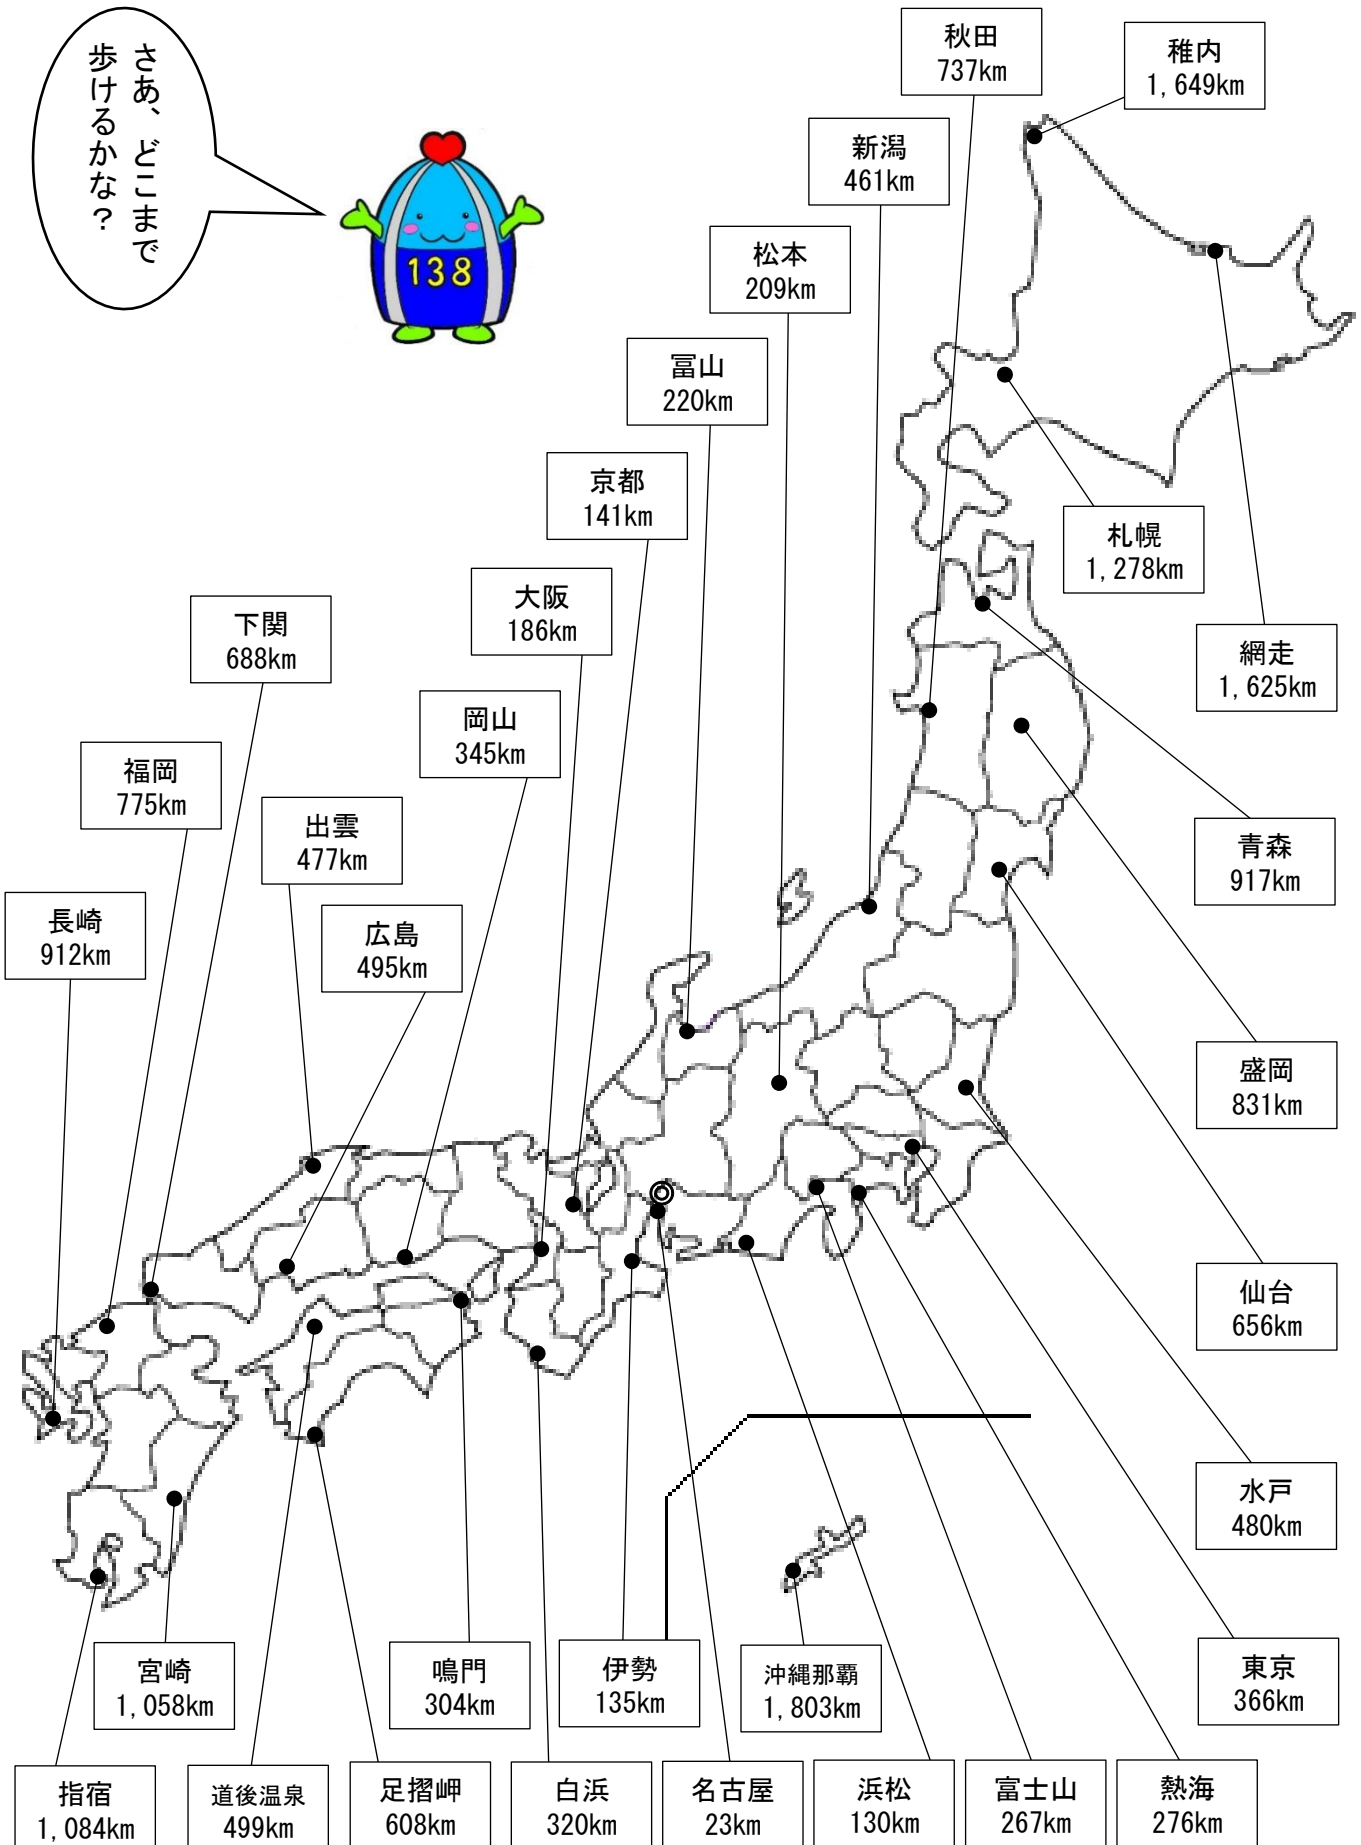 さあ、どこまで
歩けるかな？
138
秋田
737km
稚内
1,649km
新潟
461km
松本
209km
冨山
220km
京都
141km
大阪
186km
札幌
1,278km
下関
688km
網走
1,625km
岡山
345km
福岡
775km
出雲
477km
青森
917km
長崎
912km
広島
495km
盛岡
831km
仙台
656km
水戸
480km
宮崎
1,058km
鳴門
304km
伊勢
135km
沖縄那覇
1,803km
東京
366km
指宿
1,084km
道後温泉
499km
足摺岬
608km
白浜
320km
名古屋
23km
浜松
130km
富士山
267km
熱海
276km